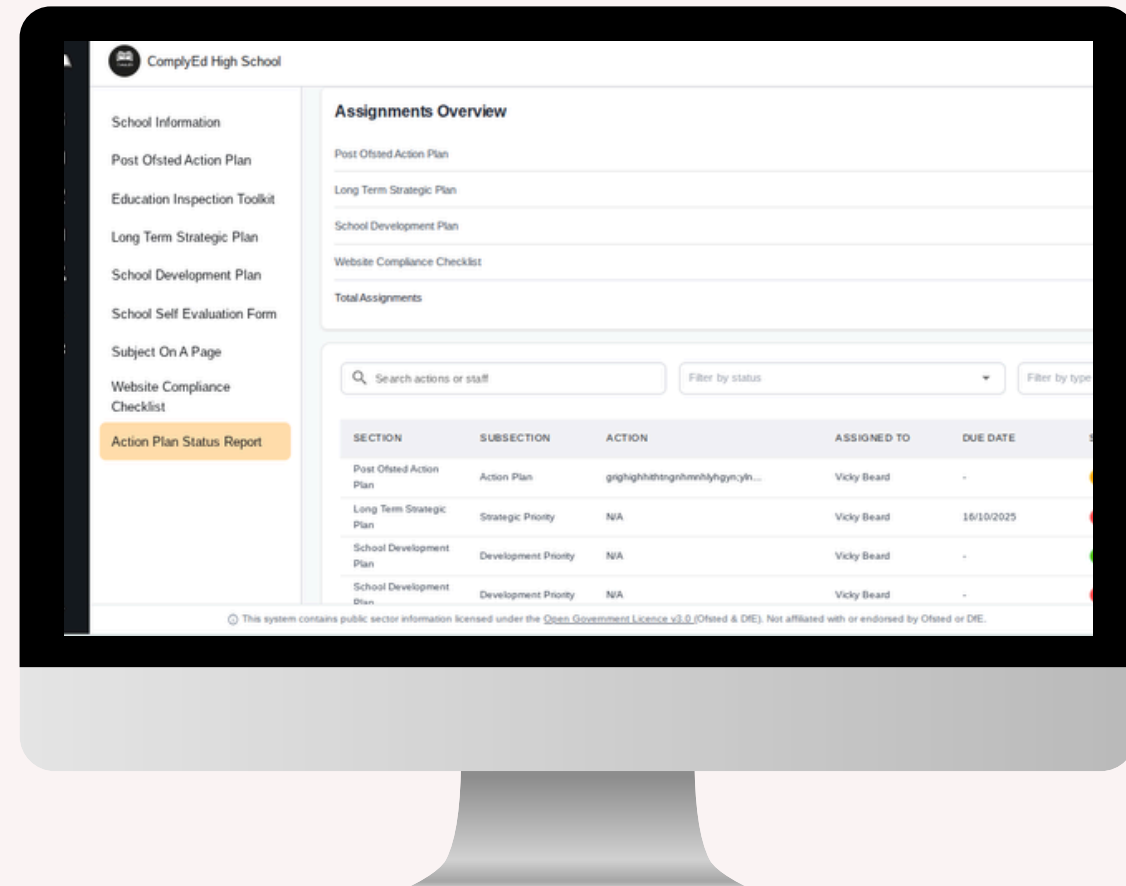 ComplyEd High School
School Information
Post Ofsted Action Plan
Education Inspection Toolkit
Long Term Strategic Plan
School Development Plan
School Self Evaluation Form
Subject On A Page
Website Compliance
Checklist
Action Plan Status Report
Assignments Overview
Post Ofsted Action Plan
Long Term Strategic Plan
School Development Plan
Website Compliance Checklist
Total Assignments
Search actions or staff
Filter by status
Filter by type
SECTION SUBSECTION ACTION ASSIGNED TO DUE DATE
Post Ofsted Action
Plan
Action Plan
Vicky Beard
-
Long Term Strategic
Plan
Strategic Priority
N/A
Vicky Beard
16/10/2025
School Development
Plan
Development Priority
N/A
Vicky Beard
-
School Development
Plan
Development Priority
N/A
Vicky Beard
-
This system contains public sector information licensed under the Open Government Licence v3.0 (Ofsted & DfE). Not affiliated with or endorsed by Ofsted or DfE.